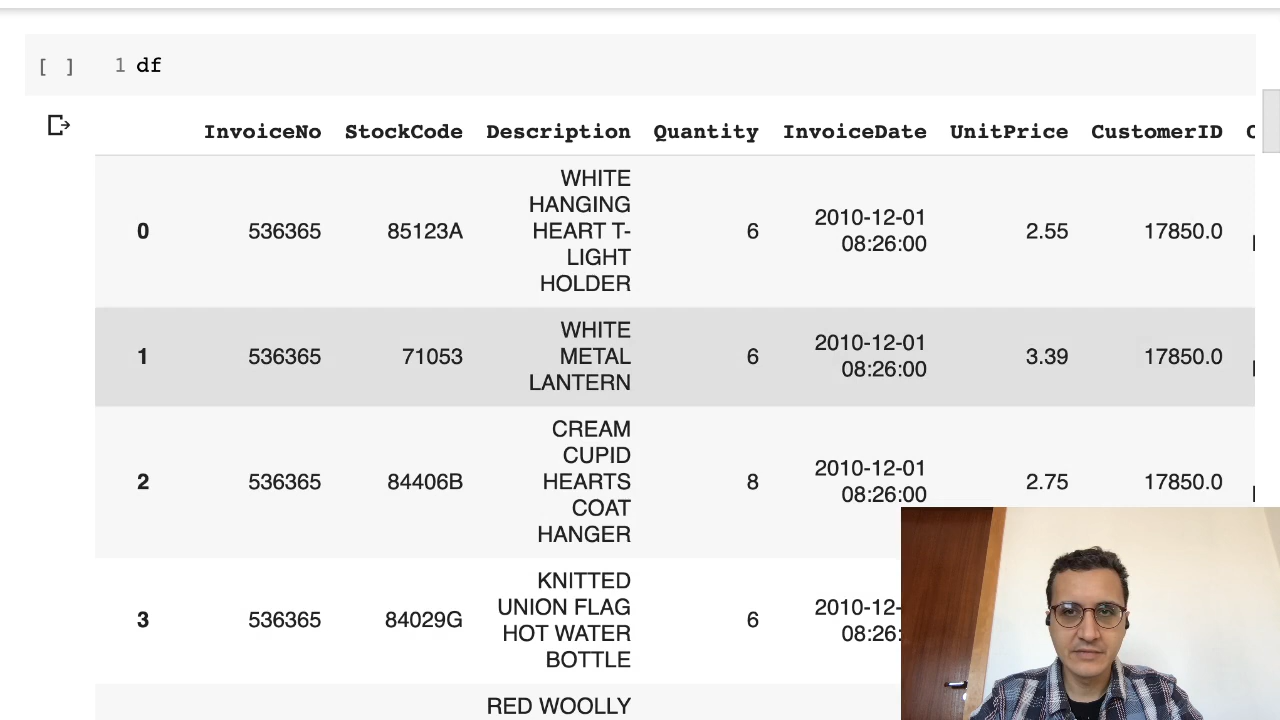 [ ] 1 df
InvoiceNo StockCode Description Quantity InvoiceDate UnitPrice CustomerID
WHITE
HANGING
0 536365 85123A HEART T- 6 2010-12-01 08:26:00 2.55 17850.0
LIGHT
HOLDER
WHITE
1 536365 71053 METAL 6 2010-12-01 08:26:00 3.39 17850.0
LANTERN
CREAM
CUPID
2 536365 84406B HEARTS 8 2010-12-01 08:26:00 2.75 17850.0
COAT
HANGER
KNITTED
UNION FLAG 2010-12-
3 536365 84029G HOT WATER 6 08:26:
BOTTLE
RED WOOLLY